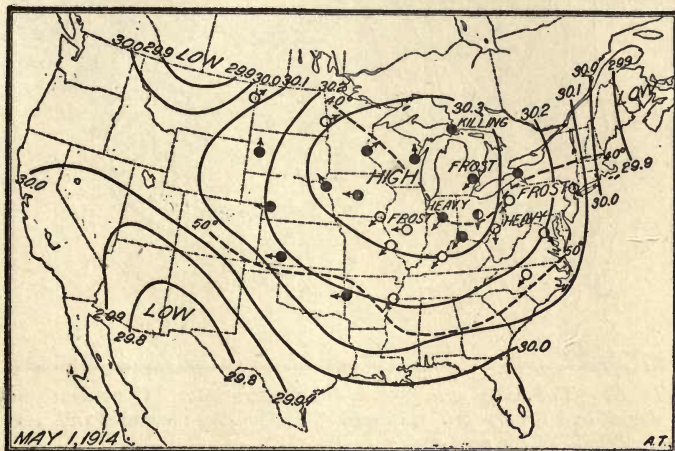 30.0 29.9 LOW 29.9 30.0 30.1 30.2 40°
30.3 KILLING
30.2
30.1
30.0
29.9
LOW
40°
29.9
30.0
HIGH
FROST
FROST
HEAVY
FROST
HEAVY
30.0
50°
50°
LOW
29.9
29.8
29.8
29.9
30.0
MAY 1, 1914
A.T.